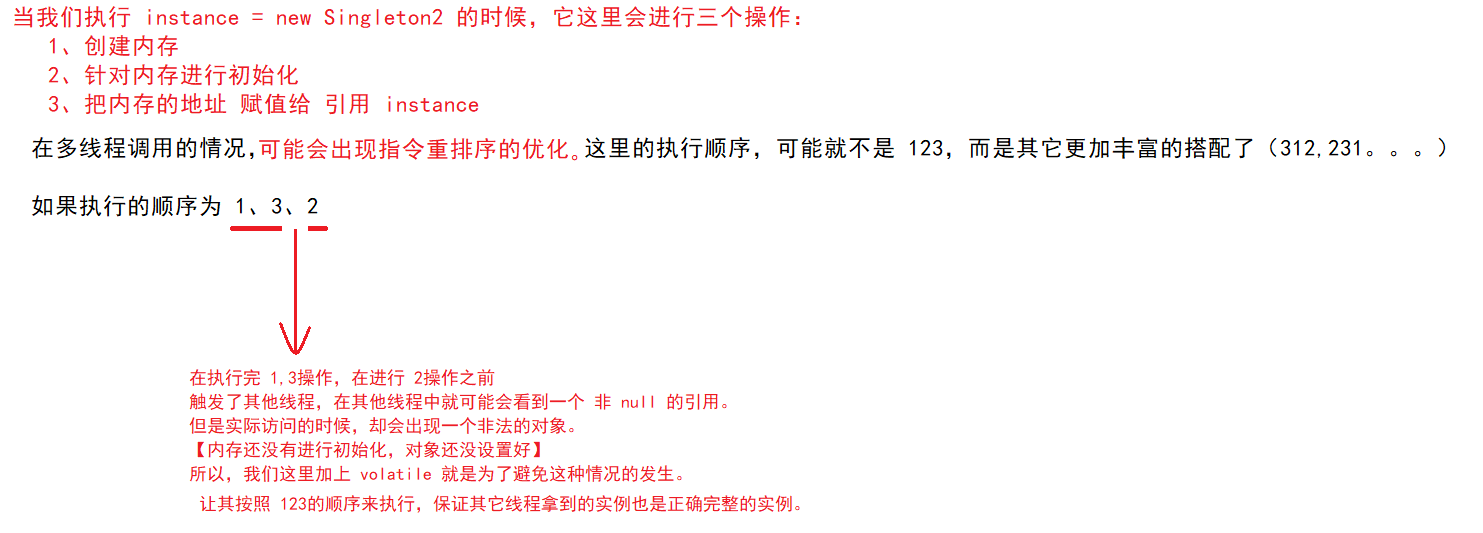 当我们执行 instance = new Singleton2 的时候，它这里会进行三个操作：
1、创建内存
2、针对内存进行初始化
3、把内存的地址 赋值给 引用 instance
在多线程调用的情况，可能会出现指令重排序的优化。这里的执行顺序，可能就不是 123，而是其它更加丰富的搭配了（312,231。。。）
如果执行的顺序为 1、3、2
在执行完 1,3操作，在进行 2操作之前
触发了其他线程，在其他线程中就可能会看到一个 非 null 的引用。
但是实际访问的时候，却会出现一个非法的对象。
【内存还没有进行初始化，对象还没设置好】
所以，我们这里加上 volatile 就是为了避免这种情况的发生。
让其按照 123的顺序来执行，保证其它线程拿到的实例也是正确完整的实例。